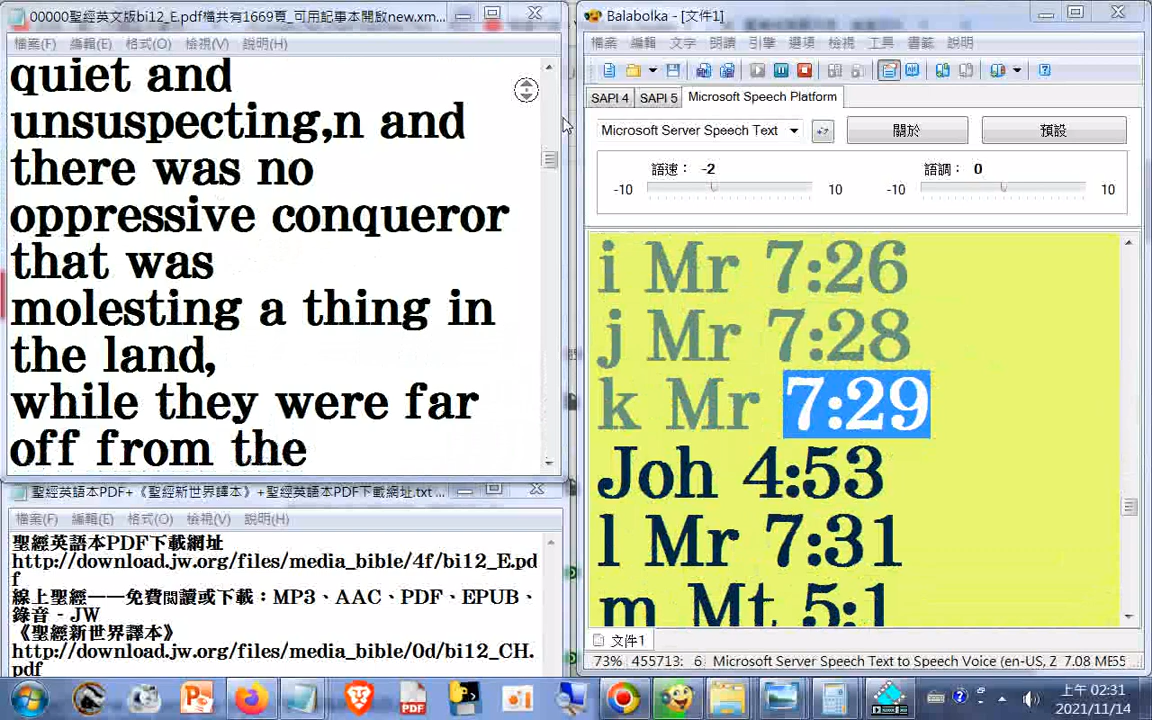 00000聖經英文版bi12_E.pdf檔共有1669頁_可用記事本開啟new.xm...
檔案(F) 編輯(E) 格式(O) 檢視(V) 說明(H)
quiet and
unsuspecting,n and
there was no
oppressive conqueror
that was
molesting a thing in
the land,
while they were far
off from the
聖經英語本PDF+《聖經新世界譯本》+聖經英語本PDF下載網址.txt ...
檔案(F) 編輯(E) 格式(O) 檢視(V) 說明(H)
聖經英語本PDF下載網址
http://download.jw.org/files/media_bible/4f/bi12_E.pd
f
線上聖經——免費閱讀或下載：MP3、AAC、PDF、EPUB、
錄音 - JW
《聖經新世界譯本》
http://download.jw.org/files/media_bible/0d/bi12_CH.
pdf
Balabolka - [文件1]
檔案 編輯 文字 朗讀 引擎 選項 檢視 工具 書籤 說明
SAPI 4 SAPI 5 Microsoft Speech Platform
Microsoft Server Speech Text 關於 預設
語速： -2 語調： 0
-10 10 -10 10
i Mr 7:26
j Mr 7:28
k Mr 7:29
Joh 4:53
l Mr 7:31
m Mt 5:1
文件1
73% 455713: 6 Microsoft Server Speech Text to Speech Voice (en-US, Z 7.08 ME55
PDF
上午 02:31
2021/11/14